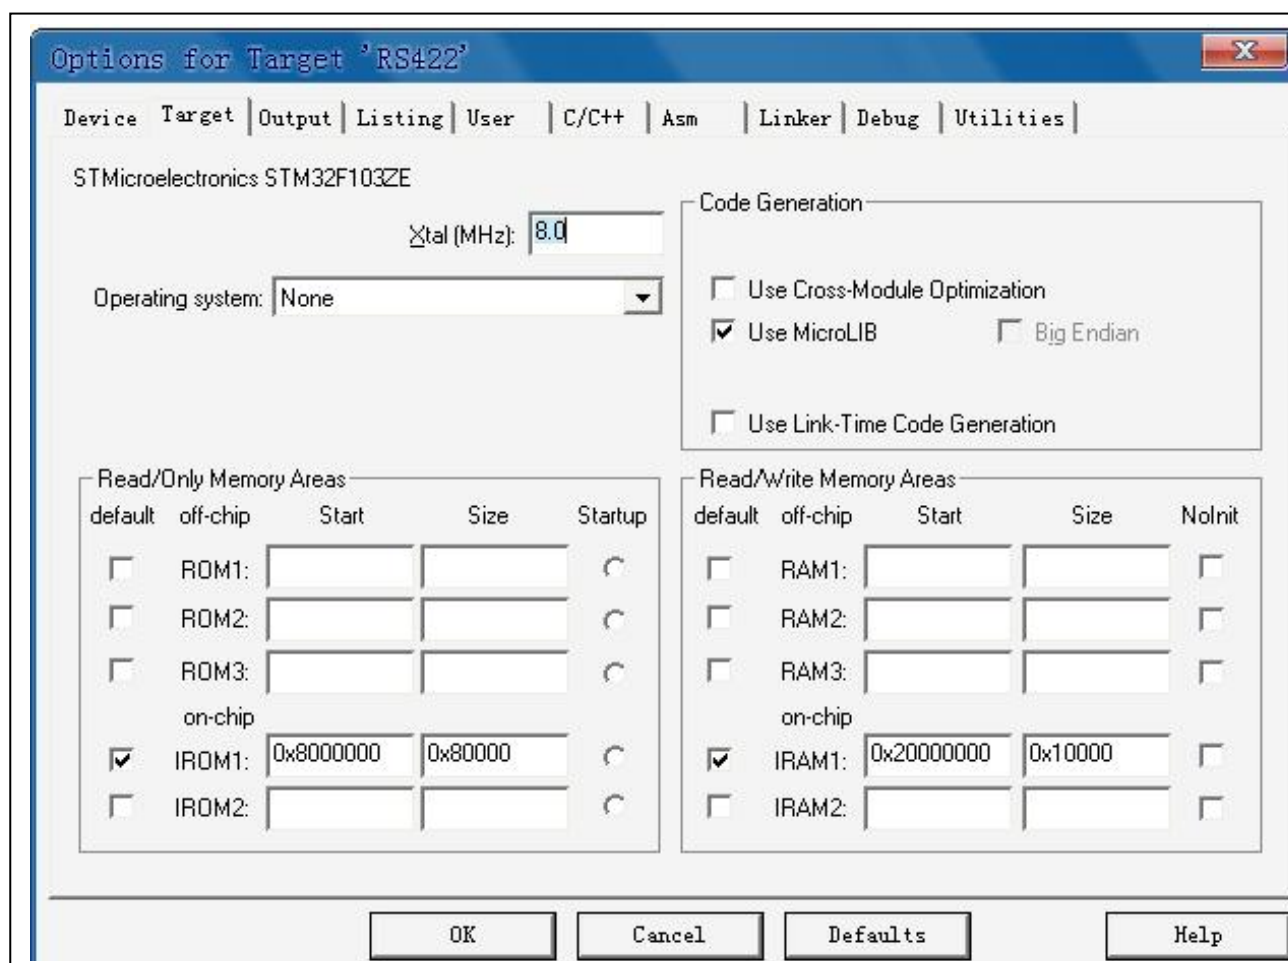 Options for Target 'RS422'
X
Device Target Output Listing User C/C++ Asm Linker Debug Utilities
STMicroelectronics STM32F103ZE
Xtal (MHz): 8.0
Operating system: None
Code Generation
Use Cross-Module Optimization
Use MicroLIB Big Endian
Use Link-Time Code Generation
Read/Only Memory Areas
default off-chip Start Size Startup
ROM1:
ROM2:
ROM3:
on-chip
IROM1: 0x8000000 0x80000
IROM2:
Read/Write Memory Areas
default off-chip Start Size NoInit
RAM1:
RAM2:
RAM3:
on-chip
IRAM1: 0x20000000 0x10000
IRAM2:
OK Cancel Defaults Help